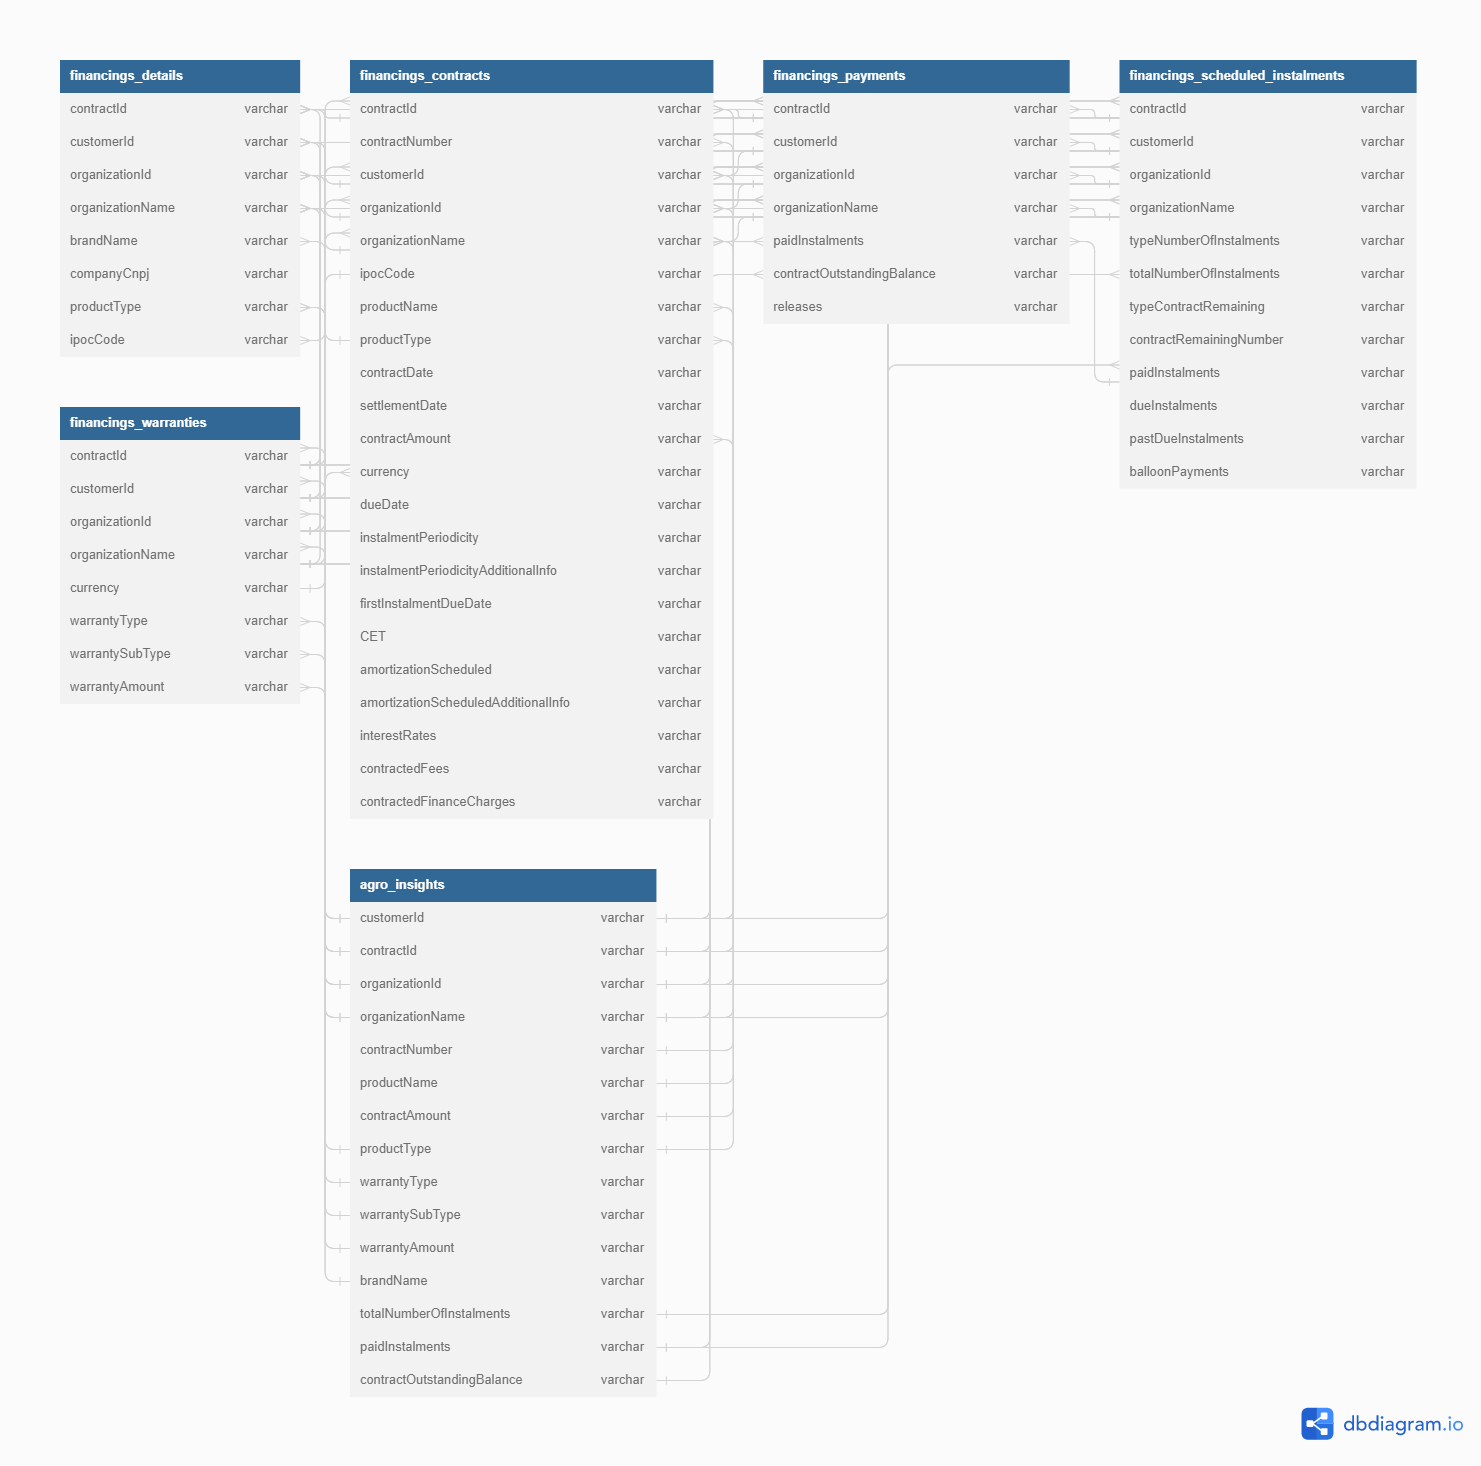 financings_details
contractId varchar
customerId varchar
organizationId varchar
organizationName varchar
brandName varchar
companyCnpj varchar
productType varchar
ipocCode varchar
financings_warranties
contractId varchar
customerId varchar
organizationId varchar
organizationName varchar
currency varchar
warrantyType varchar
warrantySubType varchar
warrantyAmount varchar
financings_contracts
contractId varchar
contractNumber varchar
customerId varchar
organizationId varchar
organizationName varchar
ipocCode varchar
productName varchar
productType varchar
contractDate varchar
settlementDate varchar
contractAmount varchar
currency varchar
dueDate varchar
instalmentPeriodicity varchar
instalmentPeriodicityAdditionalInfo varchar
firstInstalmentDueDate varchar
CET varchar
amortizationScheduled varchar
amortizationScheduledAdditionalInfo varchar
interestRates varchar
contractedFees varchar
contractedFinanceCharges varchar
financings_payments
contractId varchar
customerId varchar
organizationId varchar
organizationName varchar
paidInstalments varchar
contractOutstandingBalance varchar
releases varchar
financings_scheduled_instalments
contractId varchar
customerId varchar
organizationId varchar
organizationName varchar
typeNumberOfInstalments varchar
totalNumberOfInstalments varchar
typeContractRemaining varchar
contractRemainingNumber varchar
paidInstalments varchar
dueInstalments varchar
pastDueInstalments varchar
balloonPayments varchar
agro_insights
customerId varchar
contractId varchar
organizationId varchar
organizationName varchar
contractNumber varchar
productName varchar
contractAmount varchar
productType varchar
warrantyType varchar
warrantySubType varchar
warrantyAmount varchar
brandName varchar
totalNumberOfInstalments varchar
paidInstalments varchar
contractOutstandingBalance varchar
dbdiagram.io